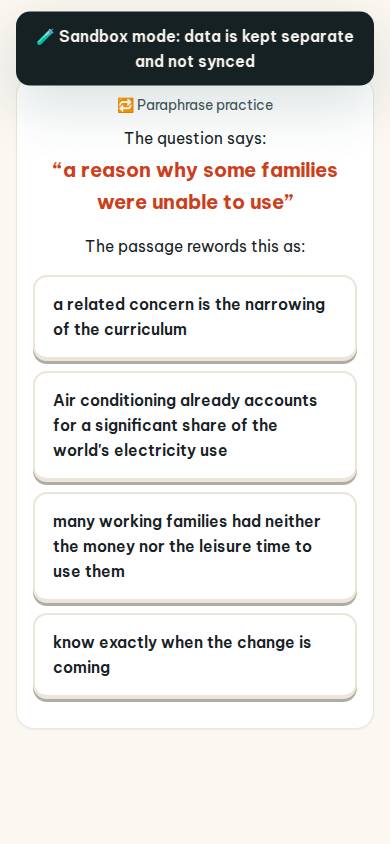 🧪 Sandbox mode: data is kept separate
and not synced
🔁 Paraphrase practice
The question says:
“a reason why some families
were unable to use”
The passage rewords this as:
a related concern is the narrowing
of the curriculum
Air conditioning already accounts
for a significant share of the
world's electricity use
many working families had neither
the money nor the leisure time to
use them
know exactly when the change is
coming